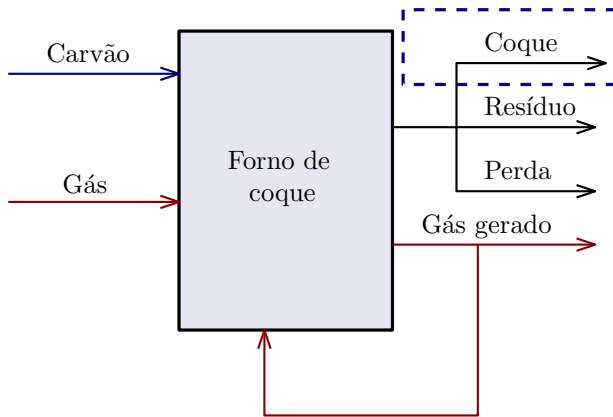 Carvão
Gás
Forno de
coque
Coque
Resíduo
Perda
Gás gerado